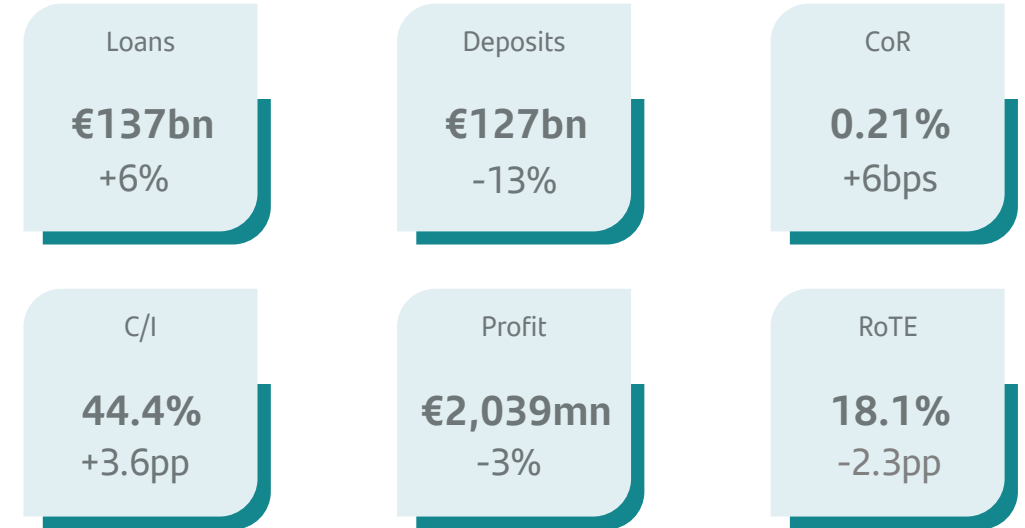 Loans
€137bn
+6%
Deposits
€127bn
-13%
CoR
0.21%
+6bps
C/I
44.4%
+3.6pp
Profit
€2,039mn
-3%
RoTE
18.1%
-2.3pp